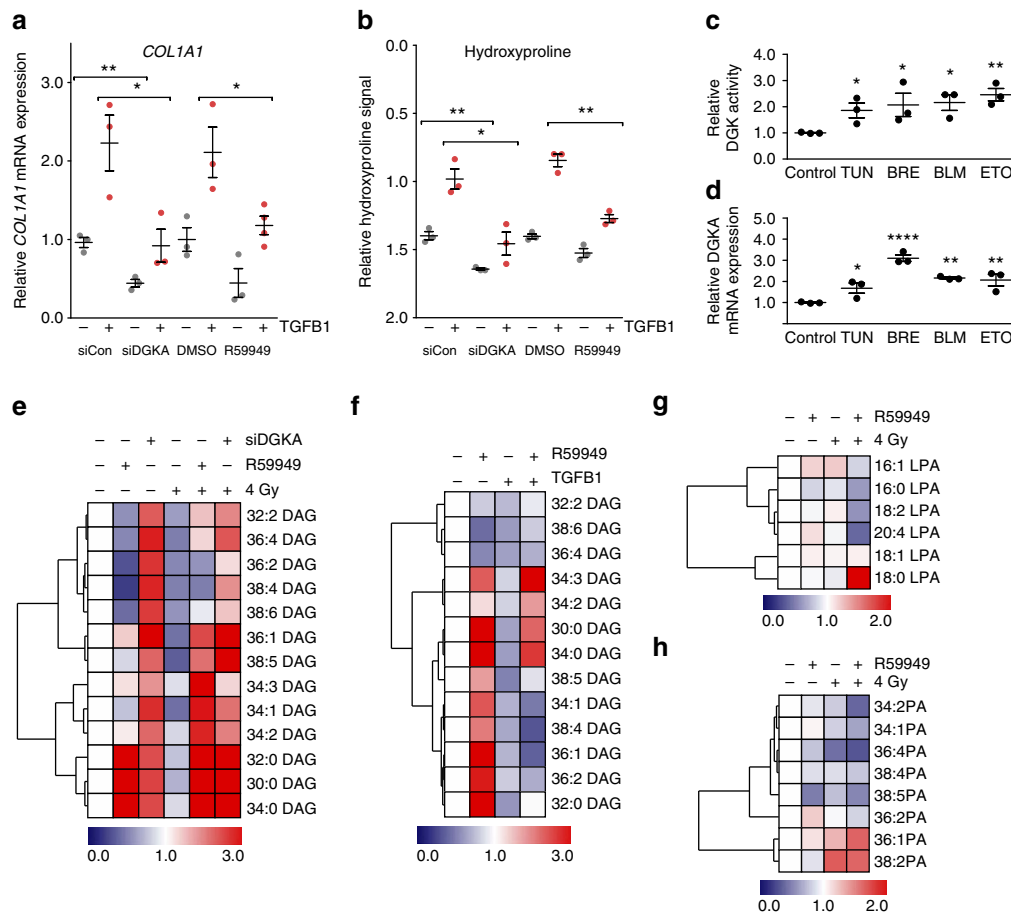 a
COL1A1
Relative COL1A1 mRNA expression
3.0
2.0
1.0
0.0
**
*
*
– + – + – + – + TGFB1
siCon siDGKA DMSO R59949
b
Hydroxyproline
Relative hydroxyproline signal
0.0
0.5
1.0
1.5
2.0
**
*
**
– + – + – + – + TGFB1
siCon siDGKA DMSO R59949
c
Relative
DGK activity
4.0
3.0
2.0
1.0
0.0
* * * **
Control TUN BRE BLM ETO
d
Relative DGKA
mRNA expression
5.0
4.0
3.0
2.0
1.0
* **** ** **
Control TUN BRE BLM ETO
e
– – + – – + siDGKA
– + – – + – R59949
– – – + + + 4 Gy
32:2 DAG
36:4 DAG
36:2 DAG
38:4 DAG
38:6 DAG
36:1 DAG
38:5 DAG
34:3 DAG
34:1 DAG
34:2 DAG
32:0 DAG
30:0 DAG
34:0 DAG
0.0 1.0 3.0
f
– + – + R59949
– – + + TGFB1
32:2 DAG
38:6 DAG
36:4 DAG
34:3 DAG
34:2 DAG
30:0 DAG
34:0 DAG
38:5 DAG
34:1 DAG
38:4 DAG
36:1 DAG
36:2 DAG
32:0 DAG
0.0 1.0 3.0
g
– + – + R59949
– – + + 4 Gy
16:1 LPA
16:0 LPA
18:2 LPA
20:4 LPA
18:1 LPA
18:0 LPA
0.0 1.0 2.0
h
– + – + R59949
– – + + 4 Gy
34:2PA
34:1PA
36:4PA
38:4PA
38:5PA
36:2PA
36:1PA
38:2PA
0.0 1.0 2.0